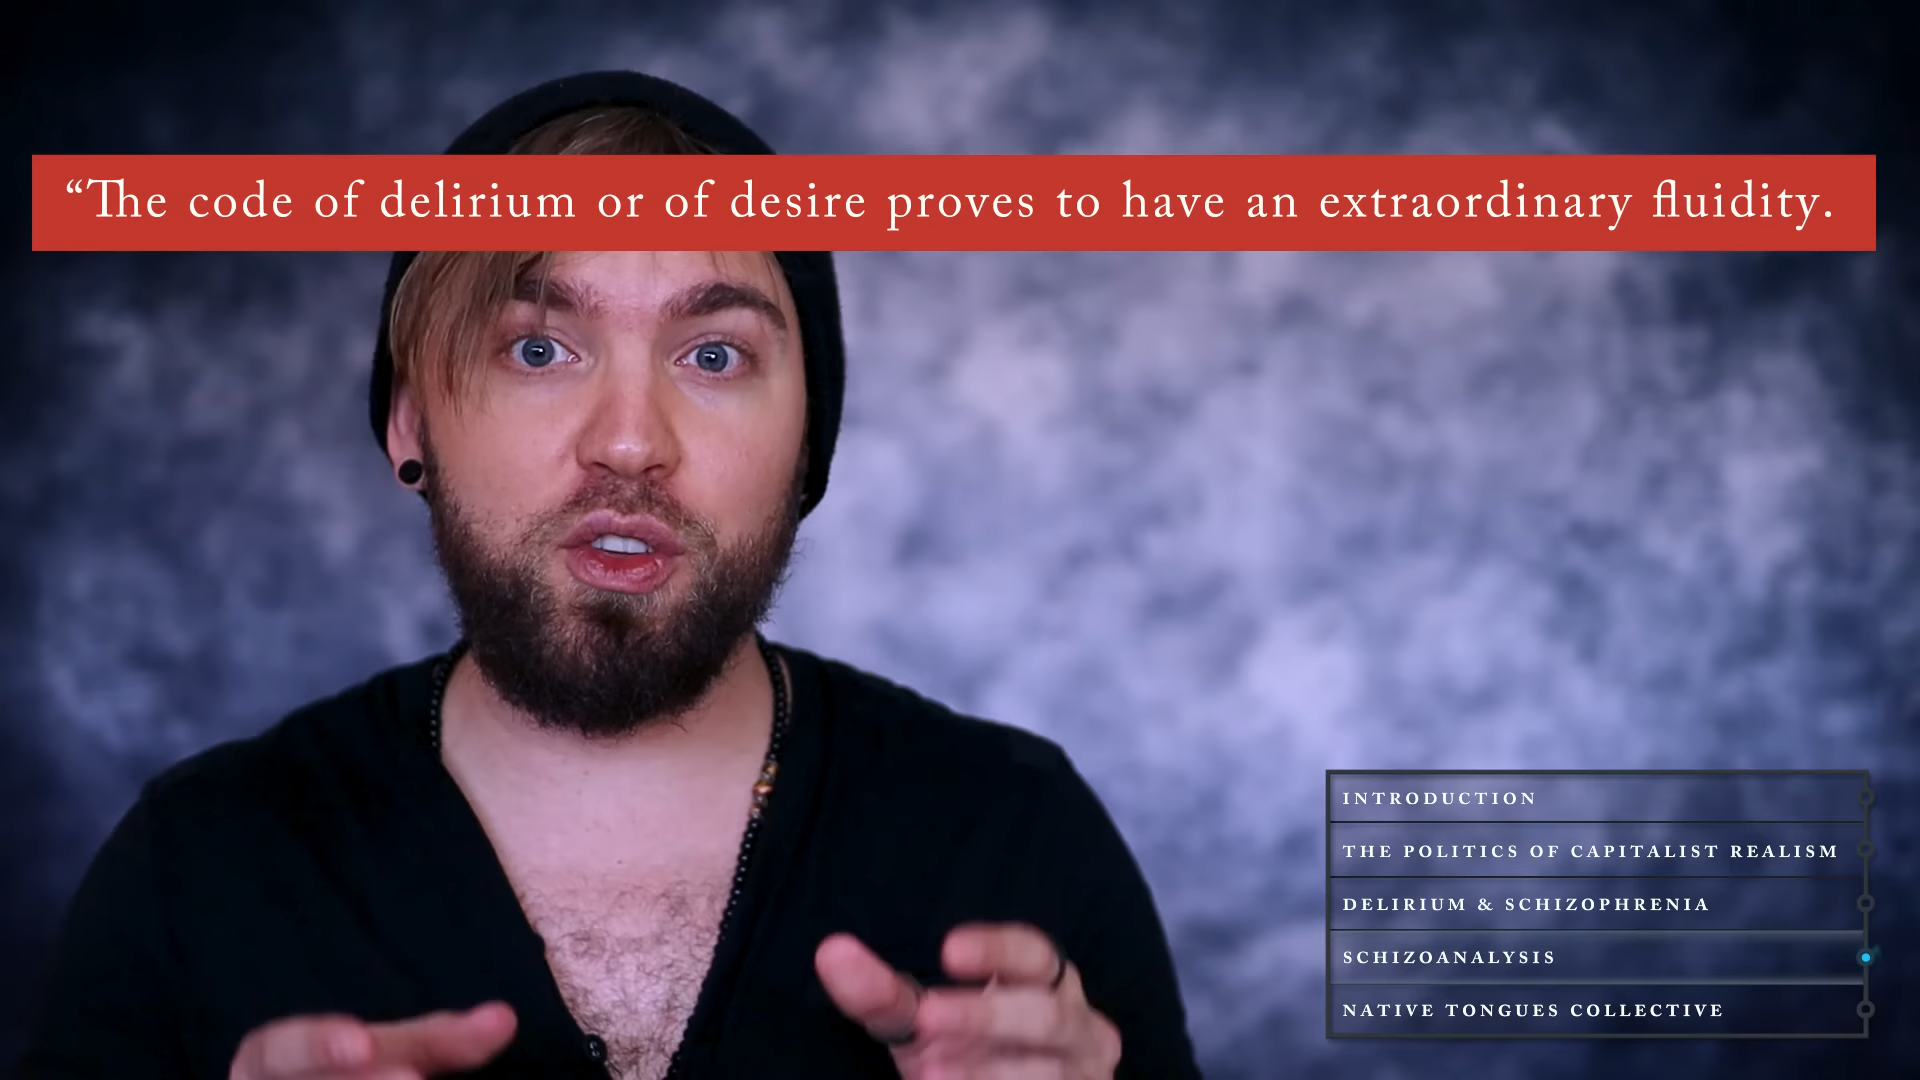 “The code of delirium or of desire proves to have an extraordinary fluidity.
INTRODUCTION
THE POLITICS OF CAPITALIST REALISM
DELIRIUM & SCHIZOPHRENIA
SCHIZOANALYSIS
NATIVE TONGUES COLLECTIVE